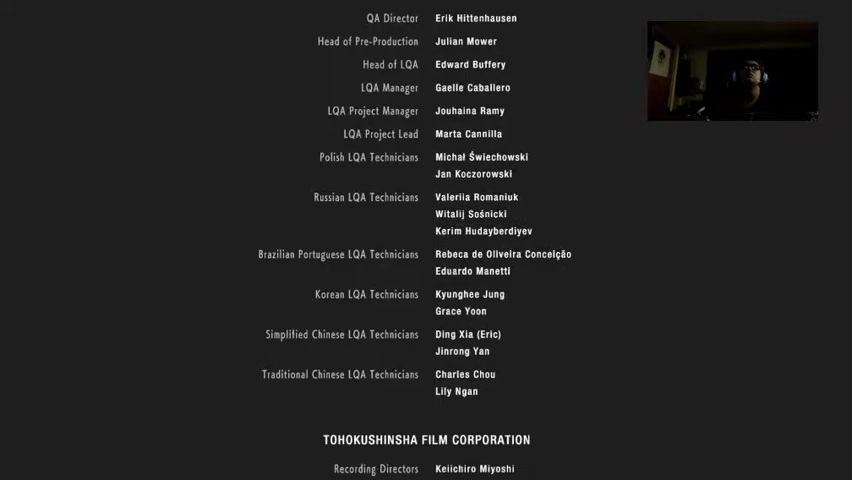 QA Director Erik Hittenhausen
Head of Pre-Production Julian Mower
Head of LQA Edward Buffery
LQA Manager Gaelle Caballero
LQA Project Manager Jouhaina Ramy
LQA Project Lead Marta Cannilla
Polish LQA Technicians Michał Świechowski
Jan Koczorowski
Russian LQA Technicians Valeriia Romaniuk
Witalij Sośnicki
Kerim Hudayberdiyev
Brazilian Portuguese LQA Technicians Rebeca de Oliveira Conceição
Eduardo Manetti
Korean LQA Technicians Kyunghee Jung
Grace Yoon
Simplified Chinese LQA Technicians Ding Xia (Eric)
Jinrong Yan
Traditional Chinese LQA Technicians Charles Chou
Lily Ngan
TOHOKUSHINSHA FILM CORPORATION
Recording Directors Keiichiro Miyoshi